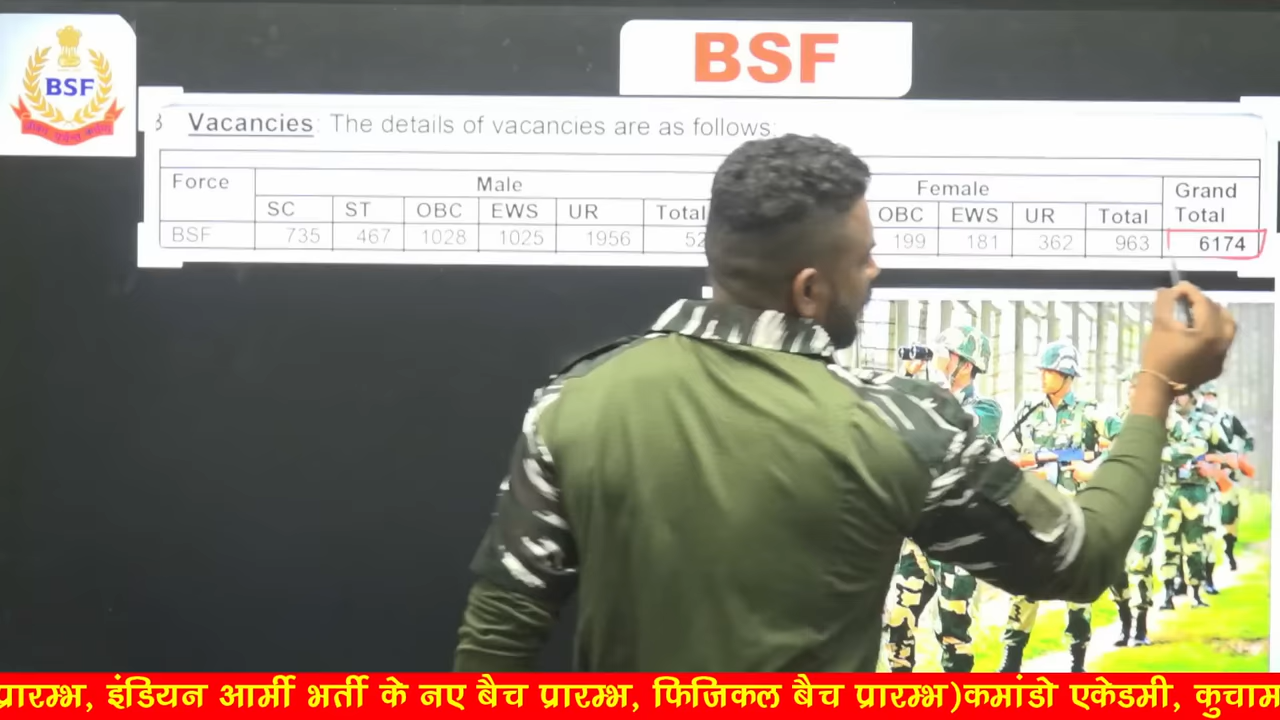 BSF
BSF
3 Vacancies: The details of vacancies are as follows:
Force Male Female Grand Total
SC ST OBC EWS UR Total OBC EWS UR Total
BSF 735 467 1028 1025 1956 52 199 181 362 963 6174
प्रारम्भ, इंडियन आर्मी भर्ती के नए बैच प्रारम्भ, फिजिकल बैच प्रारम्भ)कमांडो एकेडमी, कुचाम